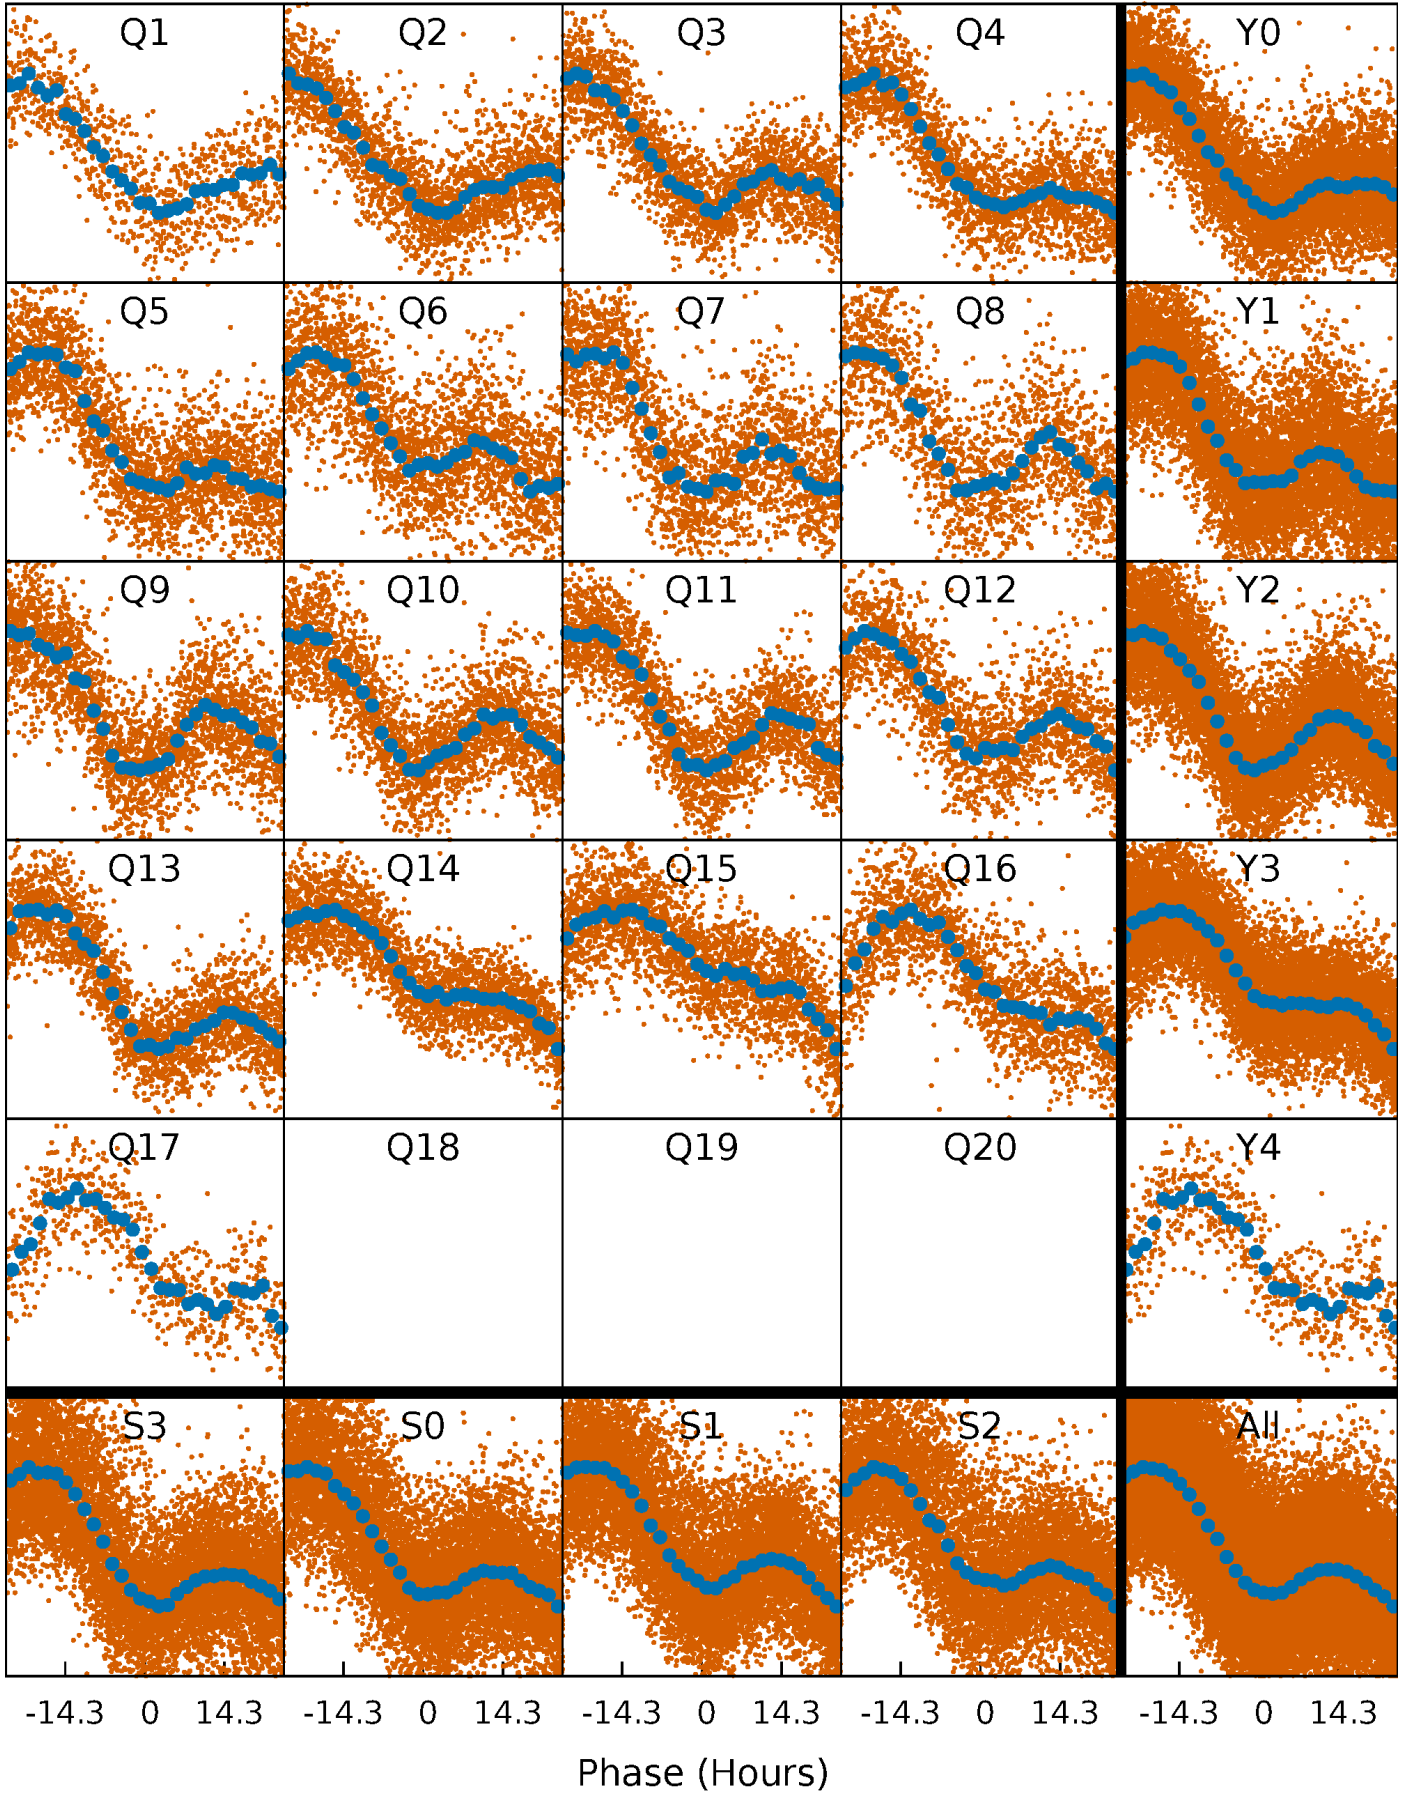 Q1 Q2 Q3 Q4 Y0
Q5 Q6 Q7 Q8 Y1
Q9 Q10 Q11 Q12 Y2
Q13 Q14 Q15 Q16 Y3
Q17 Q18 Q19 Q20 Y4
S3 S0 S1 S2 All
-14.3 0 14.3 -14.3 0 14.3 -14.3 0 14.3 -14.3 0 14.3 -14.3 0 14.3
Phase (Hours)